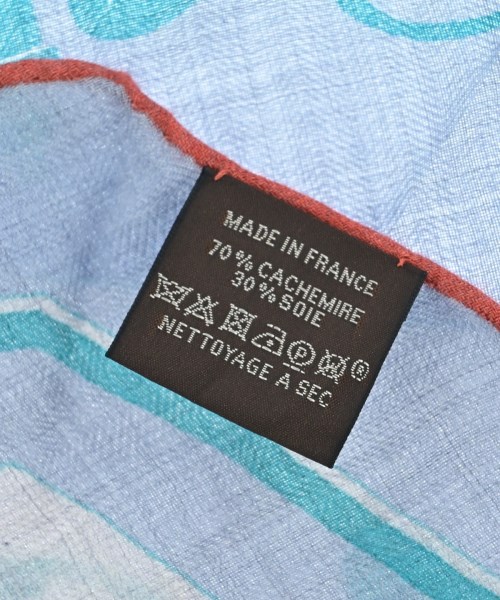 MADE IN FRANCE
70% CACHEMIRE
30% SOIE
P ®
NETTOYAGE A SEC